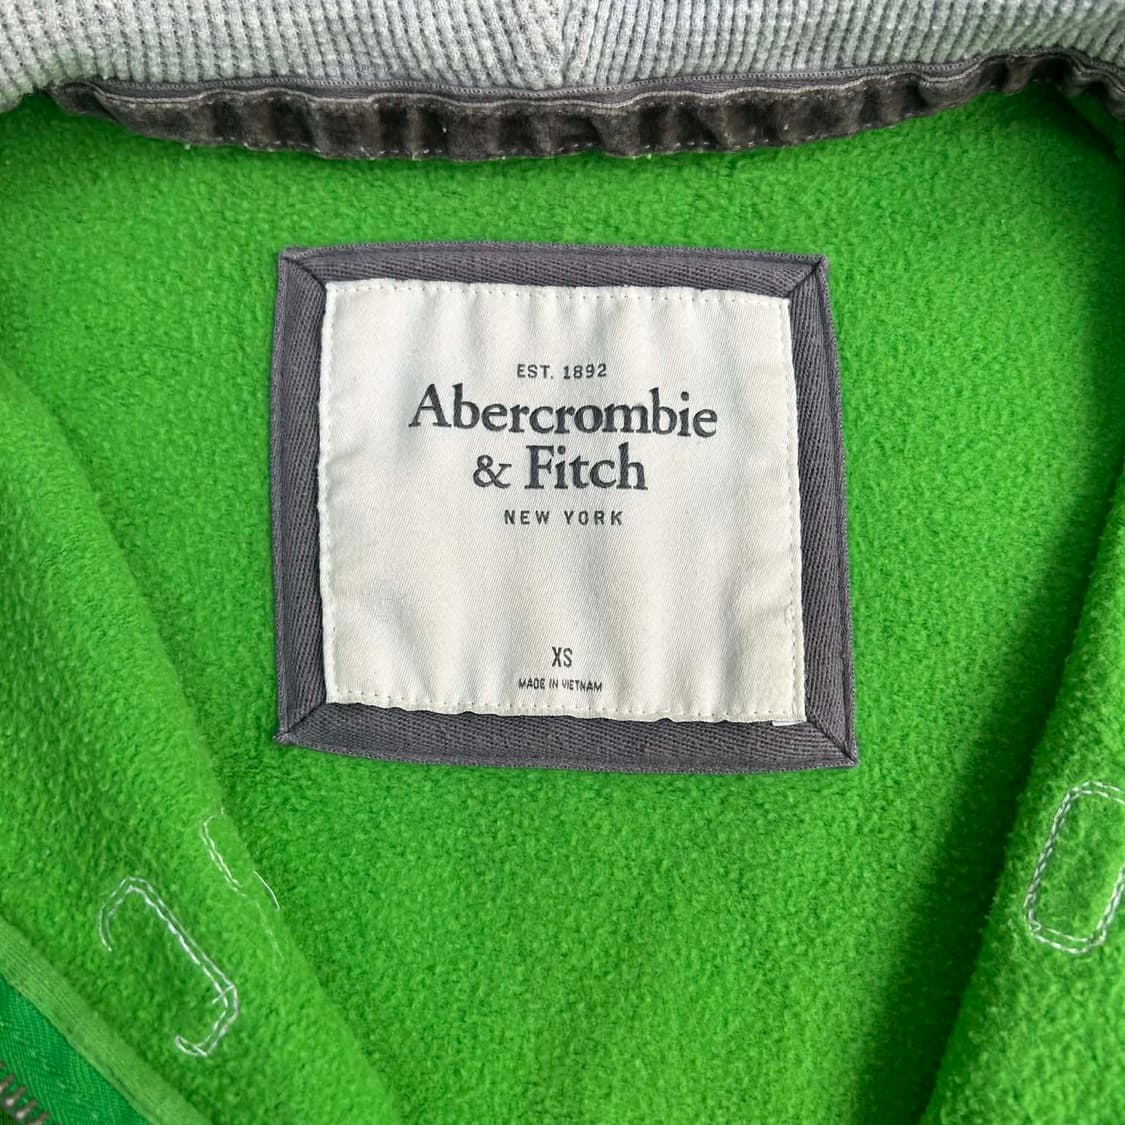 EST. 1892
Abercrombie
& Fitch
NEW YORK
XS
MADE IN VIETNAM